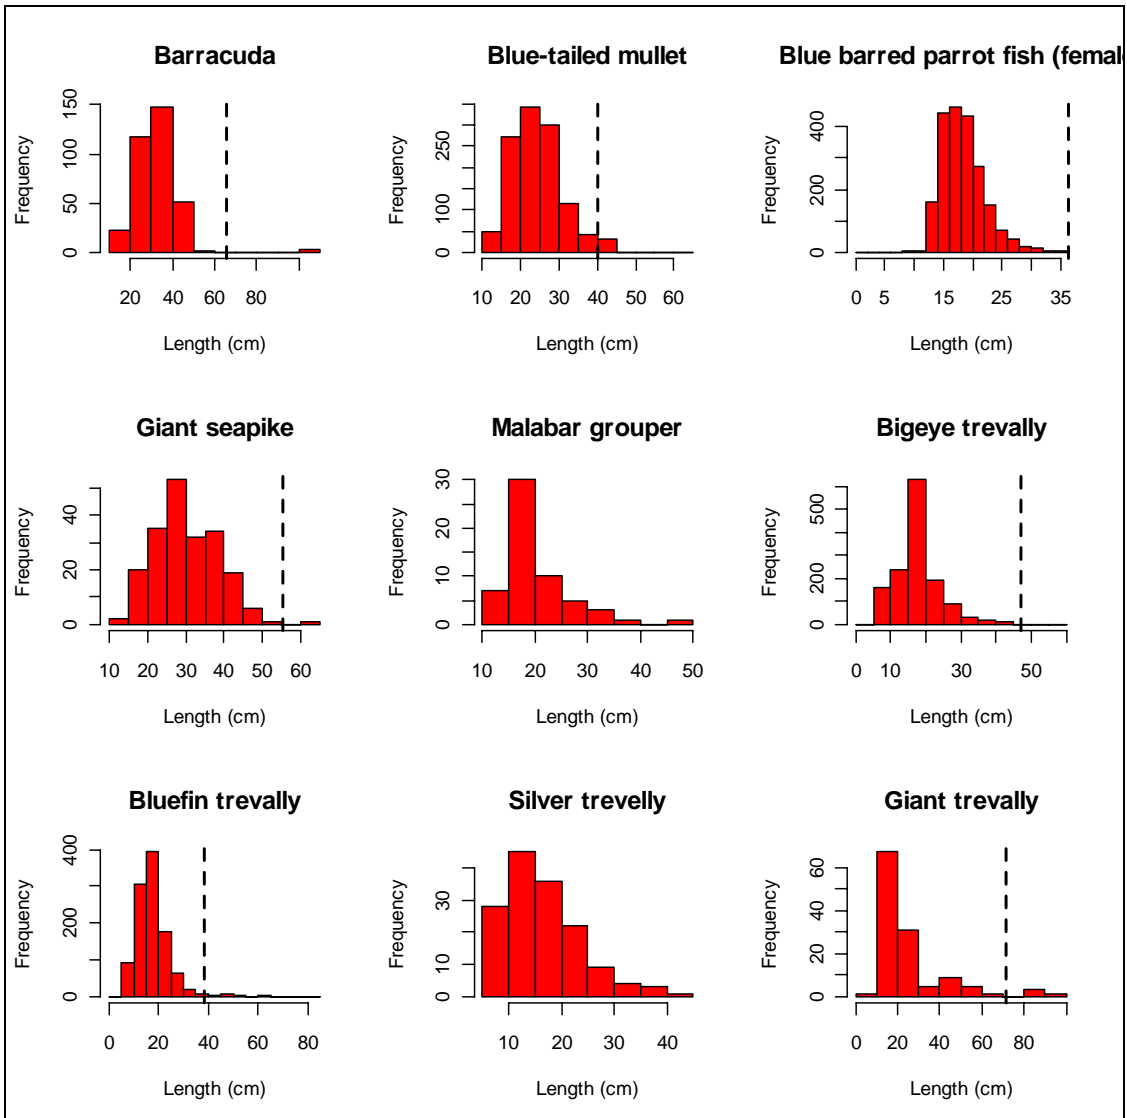 Barracuda
Frequency
0 50 100 150
20 40 60 80
Length (cm)
Blue-tailed mullet
Frequency
0 100 250
10 20 30 40 50 60
Length (cm)
Blue barred parrot fish (femal
Frequency
0 200 400
0 5 15 25 35
Length (cm)
Giant seapike
Frequency
0 20 40
10 20 30 40 50 60
Length (cm)
Malabar grouper
Frequency
0 10 20 30
10 20 30 40 50
Length (cm)
Bigeye trevally
Frequency
0 200 500
0 10 30 50
Length (cm)
Bluefin trevally
Frequency
0 200 400
0 20 40 60 80
Length (cm)
Silver trevelly
Frequency
0 10 30
10 20 30 40
Length (cm)
Giant trevally
Frequency
0 20 40 60
0 20 40 60 80
Length (cm)